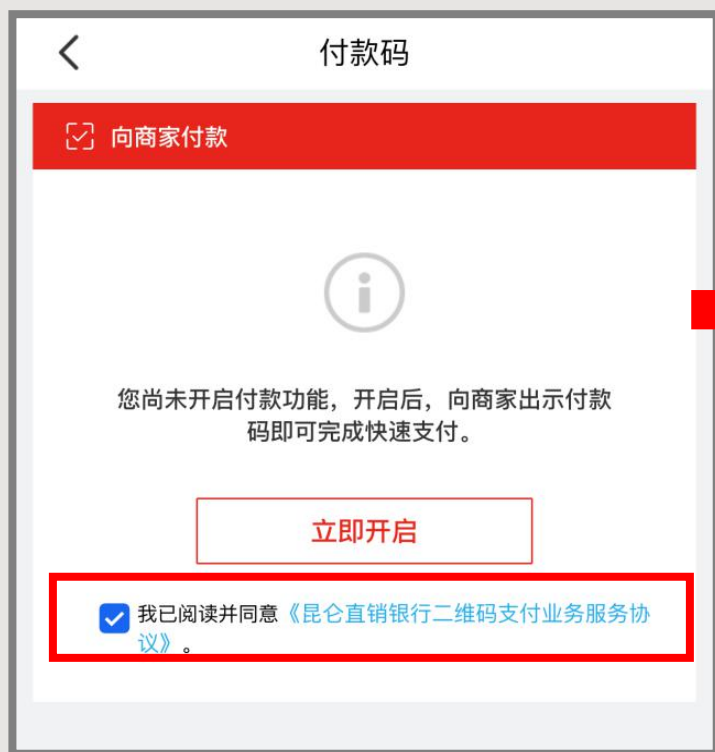 付款码
向商家付款
您尚未开启付款功能，开启后，向商家出示付款
码即可完成快速支付。
立即开启
我已阅读并同意《昆仑直销银行二维码支付业务服务协
议》。